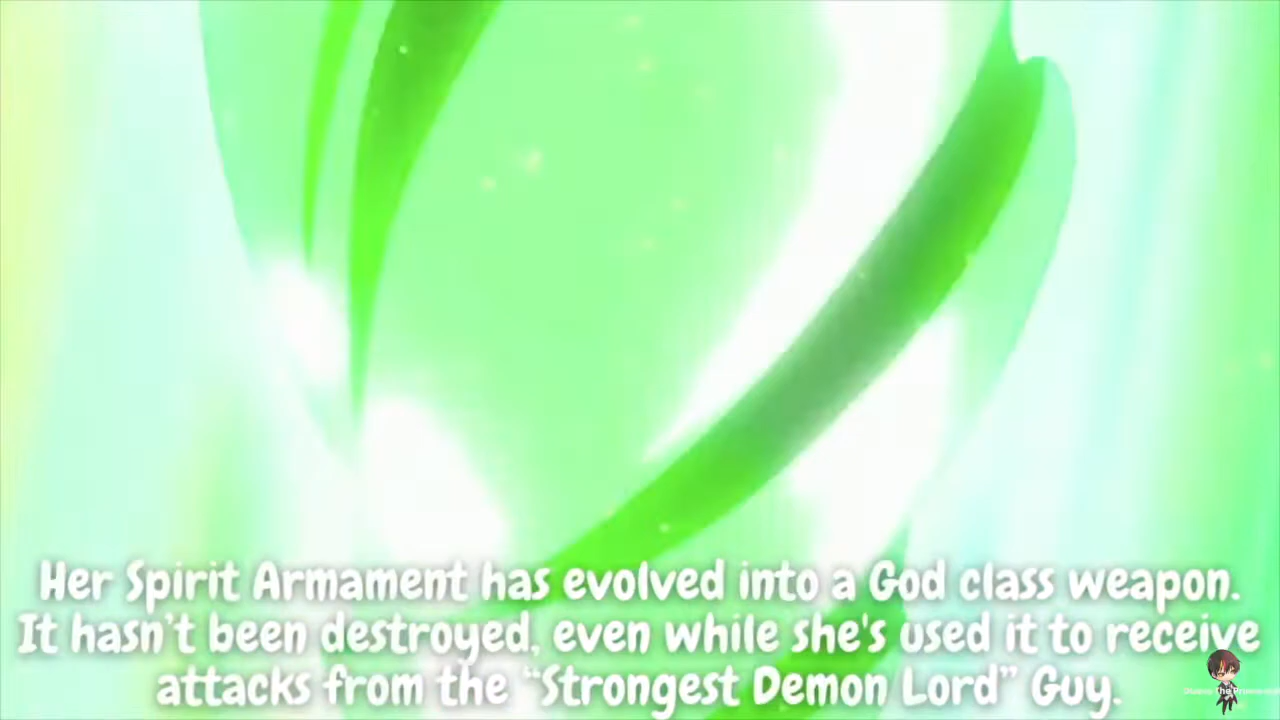 Her Spirit Armament has evolved into a God class weapon.
It hasn't been destroyed, even while she's used it to receive
attacks from the “Strongest Demon Lord” Guy.